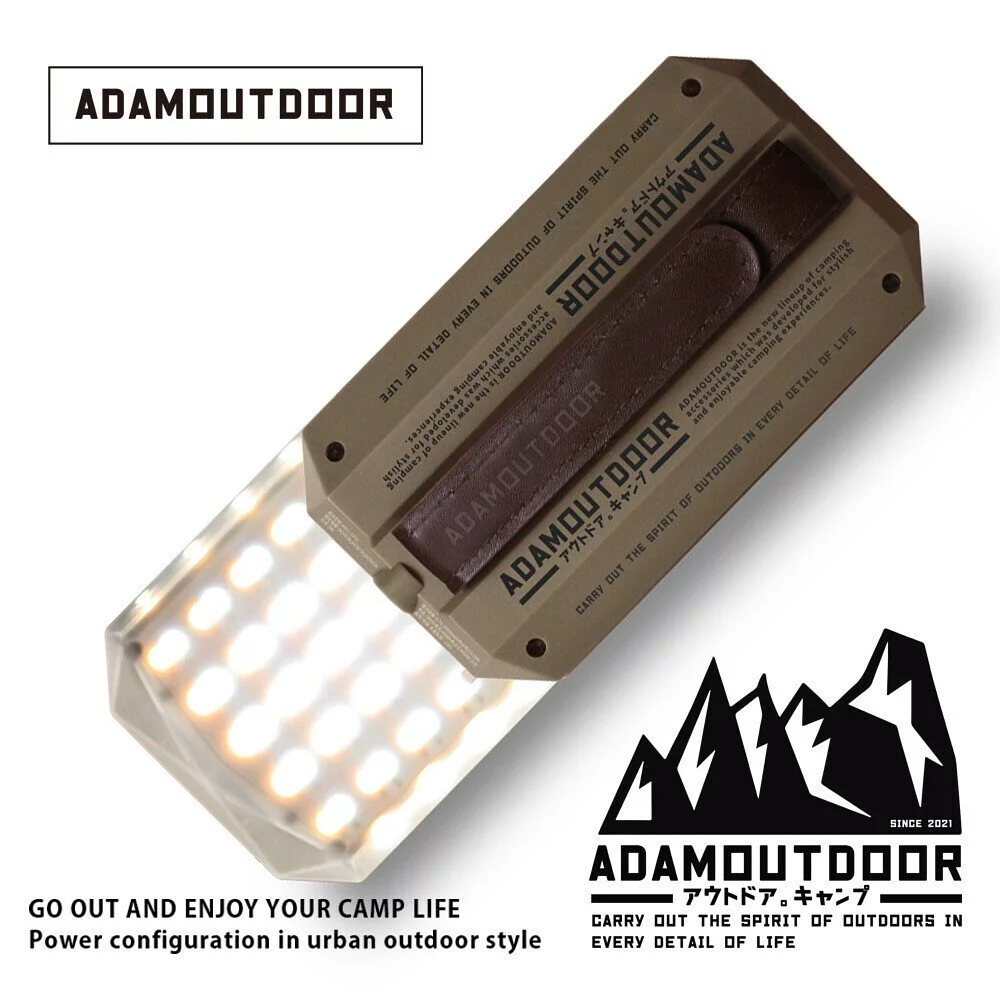 ADAMOUTDOOR
CARRY OUT THE SPIRIT OF OUTDOORS IN EVERY DETAIL OF LIFE
ADAMOUTDOOR
アウトドア。キャンプ
ADAMOUTDOOR is the new lineup of camping
accessories which was developed for stylish
and enjoyable camping experiences.
ADAMOUTDOOR
ADAMOUTDOOR
アウトドア。キャンプ
ADAMOUTDOOR is the new lineup of camping
accessories which was developed for stylish
and enjoyable camping experiences.
CARRY OUT THE SPIRIT OF OUTDOORS IN EVERY DETAIL OF LIFE
SINCE 2021
ADAMOUTDOOR
アウトドア。キャンプ
CARRY OUT THE SPIRIT OF OUTDOORS IN
EVERY DETAIL OF LIFE
GO OUT AND ENJOY YOUR CAMP LIFE
Power configuration in urban outdoor style